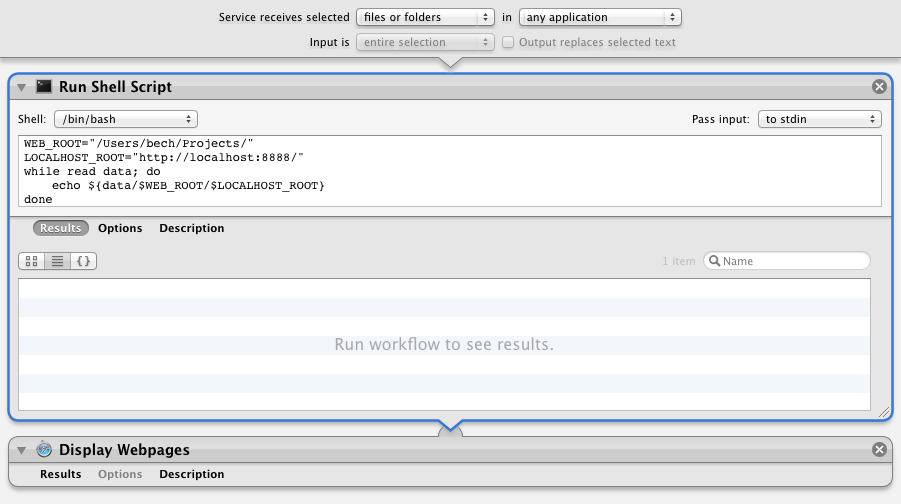 Service receives selected files or folders in any application
Input is entire selection Output replaces selected text
Run Shell Script
Shell: /bin/bash Pass input: to stdin
WEB_ROOT="/Users/bech/Projects/"
LOCALHOST_ROOT="http://localhost:8888/"
while read data; do
    echo ${data/$WEB_ROOT/$LOCALHOST_ROOT}
done
Results Options Description
{} 1 item Name
Run workflow to see results.
Display Webpages
Results Options Description